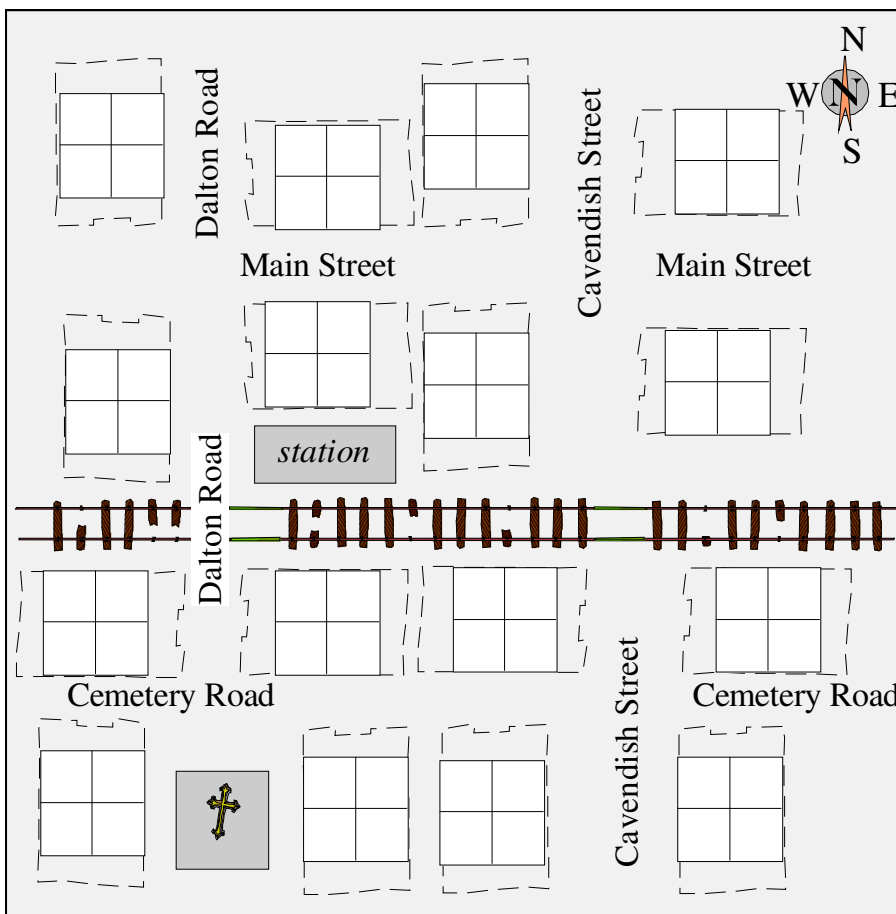 N
W N E
S
Dalton Road
Cavendish Street
Main Street
Main Street
station
Dalton Road
Cemetery Road
Cavendish Street
Cemetery Road